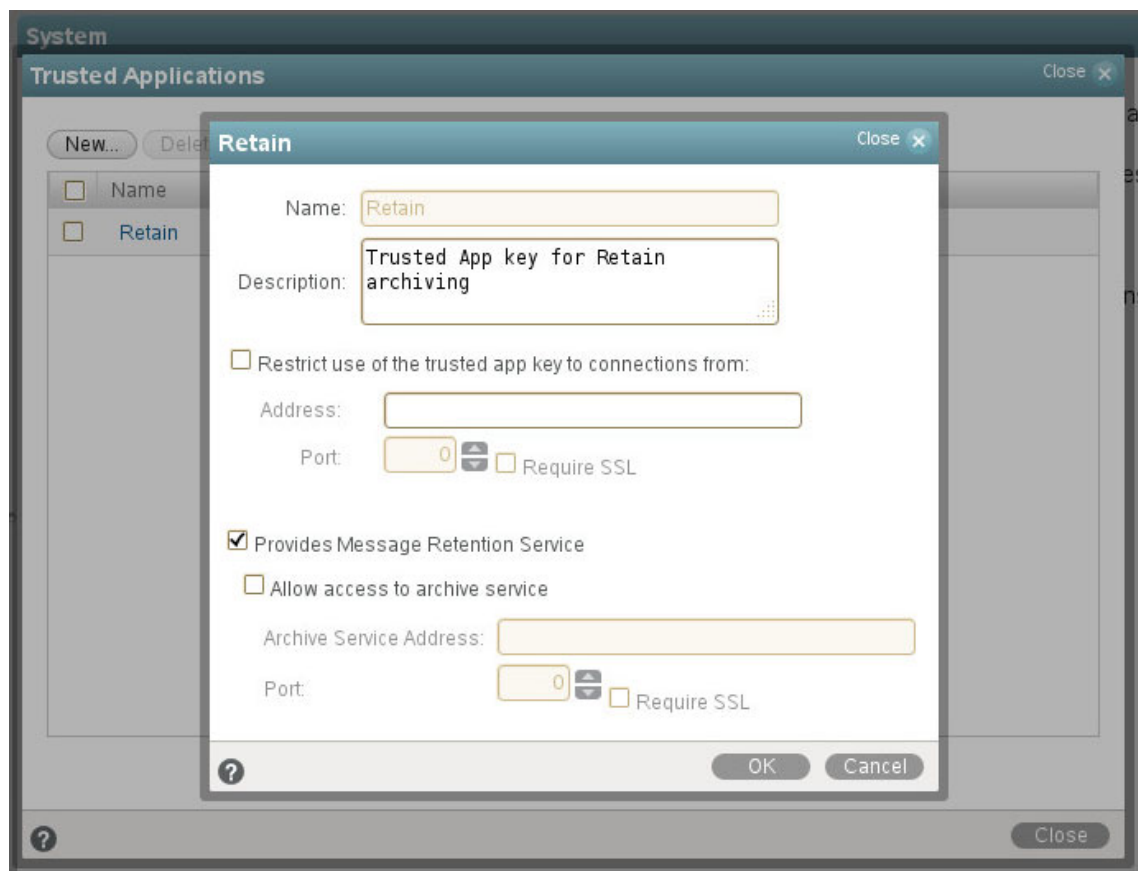 System
Trusted Applications
Close
New...
Delet
Name
Retain
Retain
Close
Name: Retain
Description: Trusted App key for Retain
archiving
Restrict use of the trusted app key to connections from:
Address:
Port: 0 Require SSL
Provides Message Retention Service
Allow access to archive service
Archive Service Address:
Port: 0 Require SSL
? OK Cancel
? Close